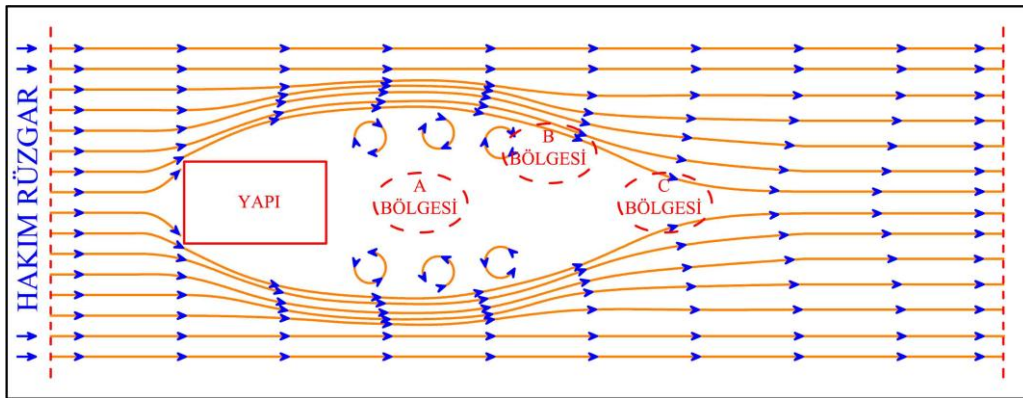 HAKIM RÜZGAR
YAPI
A
BÖLGESİ
B
BÖLGESİ
C
BÖLGESİ